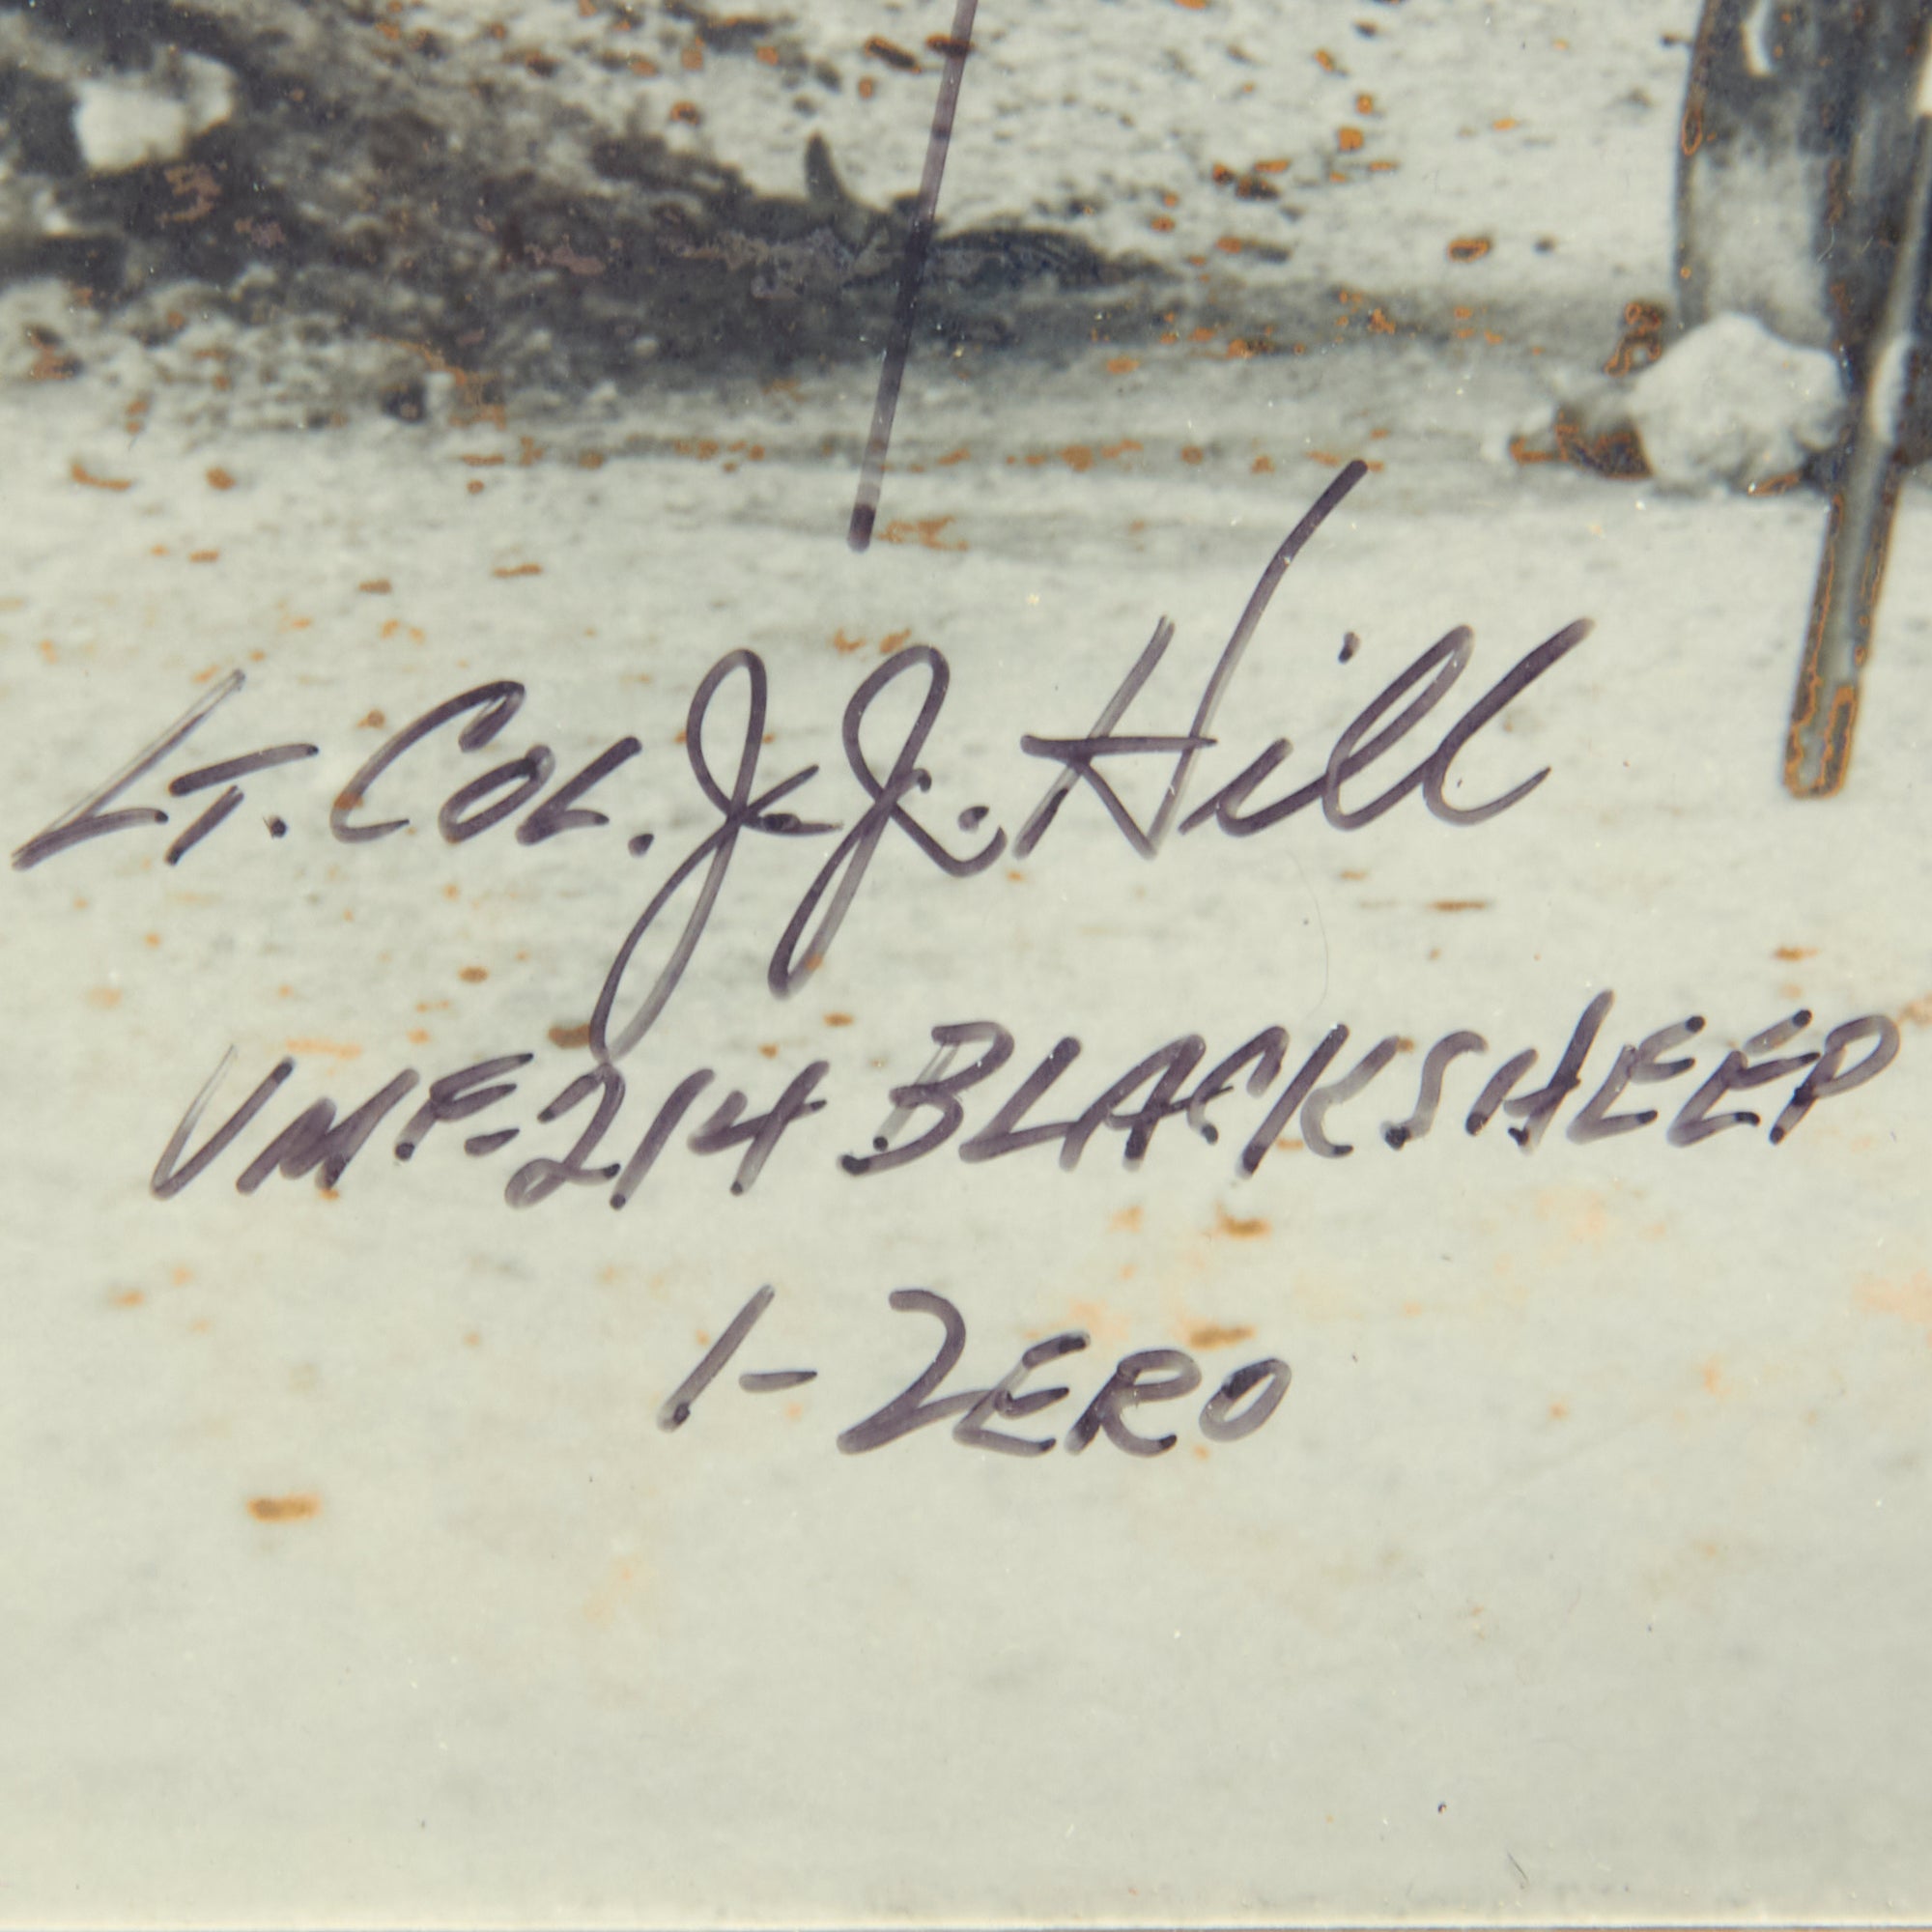 LT. COL. J. J. Hill
VMF-214 BLACKSHEEP
1-ZERO